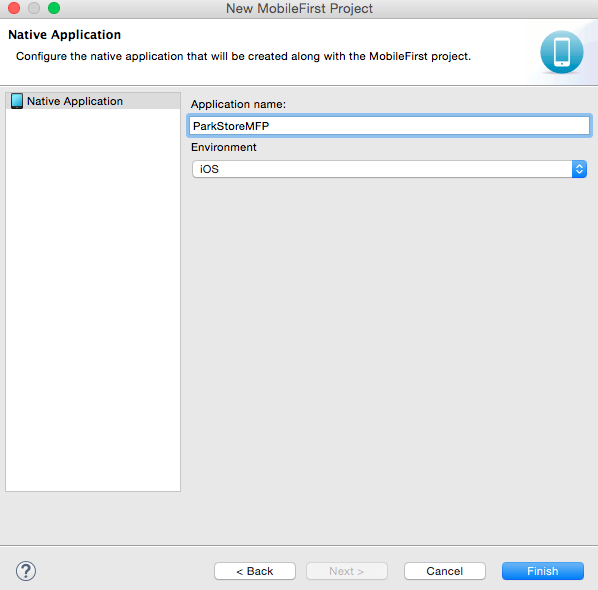 New MobileFirst Project
Native Application
Configure the native application that will be created along with the MobileFirst project.
Native Application
Application name:
ParkStoreMFP
Environment
iOS
?
< Back
Next >
Cancel
Finish